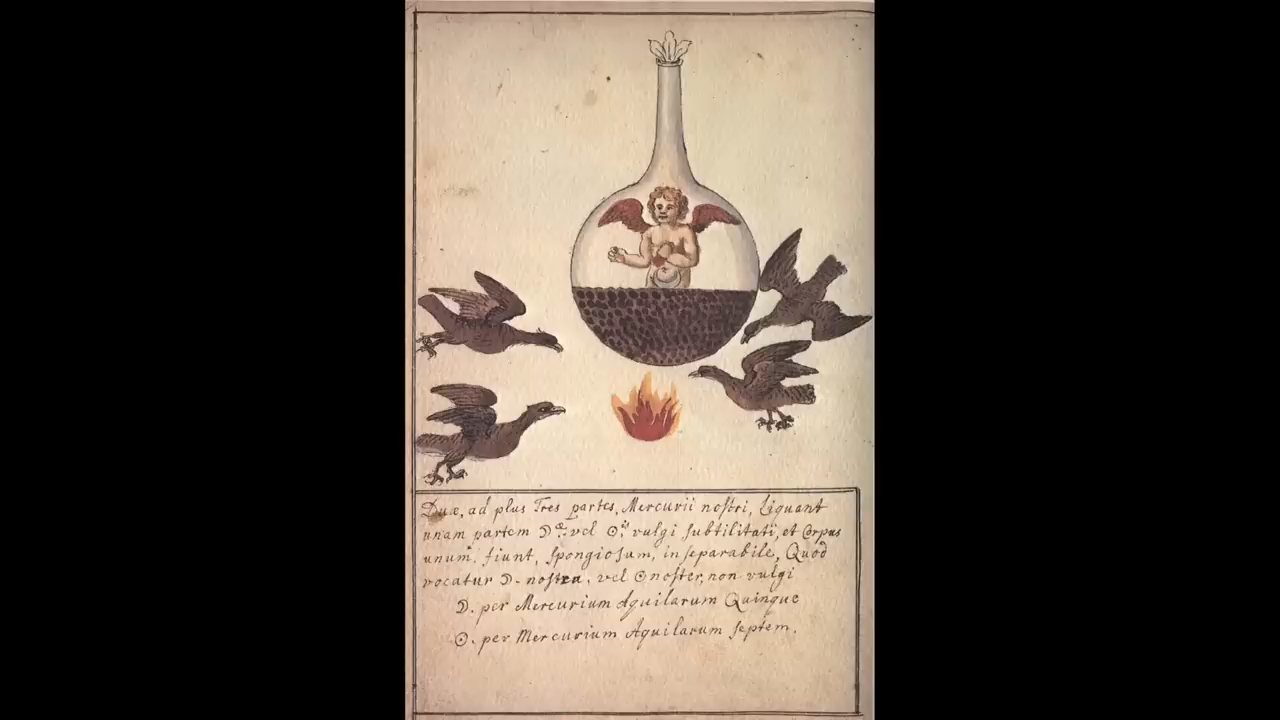 Duæ, ad plus Tres partes, Mercurii nostri, Liquant
unam partem ☽æ: vel ☉is vulgi subtilitati, et Corpus
unum, fiunt, Spongiosum, inseparabile, Quod
vocatur ☽. nostra, vel ☉ noster, non vulgi
☽. per Mercurium Aquilarum Quinque
☉. per Mercurium Aquilarum septem.